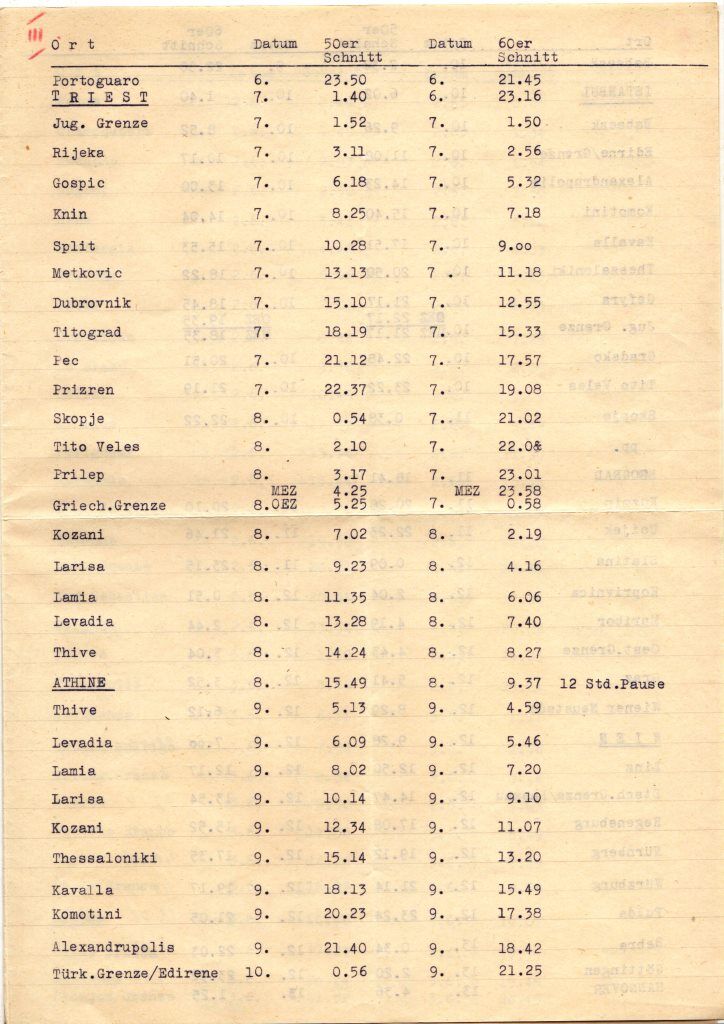 III
Ort Datum 50er Datum 60er
Schnitt Schnitt
Portoguaro 6. 23.50 6. 21.45
TRIEST 7. 1.40 6. 23.16
Jug. Grenze 7. 1.52 7. 1.50
Rijeka 7. 3.11 7. 2.56
Gospic 7. 6.18 7. 5.32
Knin 7. 8.25 7. 7.18
Split 7. 10.28 7. 9.oo
Metkovic 7. 13.13 7. 11.18
Dubrovnik 7. 15.10 7. 12.55
Titograd 7. 18.19 7. 15.33
Pec 7. 21.12 7. 17.57
Prizren 7. 22.37 7. 19.08
Skopje 8. 0.54 7. 21.02
Tito Veles 8. 2.10 7. 
Prilep 8. 3.17 7. 23.01
MEZ 4.25 MEZ 23.58
Griech.Grenze 8.OEZ 5.25 7. 0.58
Kozani 8. 7.02 8. 2.19
Larisa 8. 9.23 8. 4.16
Lamia 8. 11.35 8. 6.06
Levadia 8. 13.28 8. 7.40
Thive 8. 14.24 8. 8.27
ATHINE 8. 15.49 8. 9.37 12 Std.Pause
Thive 9. 5.13 9. 4.59
Levadia 9. 6.09 9. 5.46
Lamia 9. 8.02 9. 7.20
Larisa 9. 10.14 9. 9.10
Kozani 9. 12.34 9. 11.07
Thessaloniki 9. 15.14 9. 13.20
Kavalla 9. 18.13 9. 15.49
Komotini 9. 20.23 9. 17.38
Alexandrupolis 9. 21.40 9. 18.42
Türk.Grenze/Edirene 10. 0.56 9. 21.25